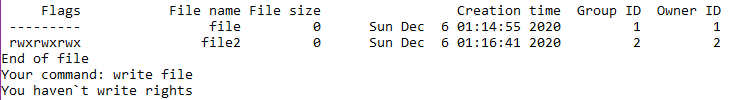 Flags File name File size Creation time Group ID Owner ID
--------- file 0 Sun Dec 6 01:14:55 2020 1 1
rwxrwxrwx file2 0 Sun Dec 6 01:16:41 2020 2 2
End of file
Your command: write file
You haven`t write rights